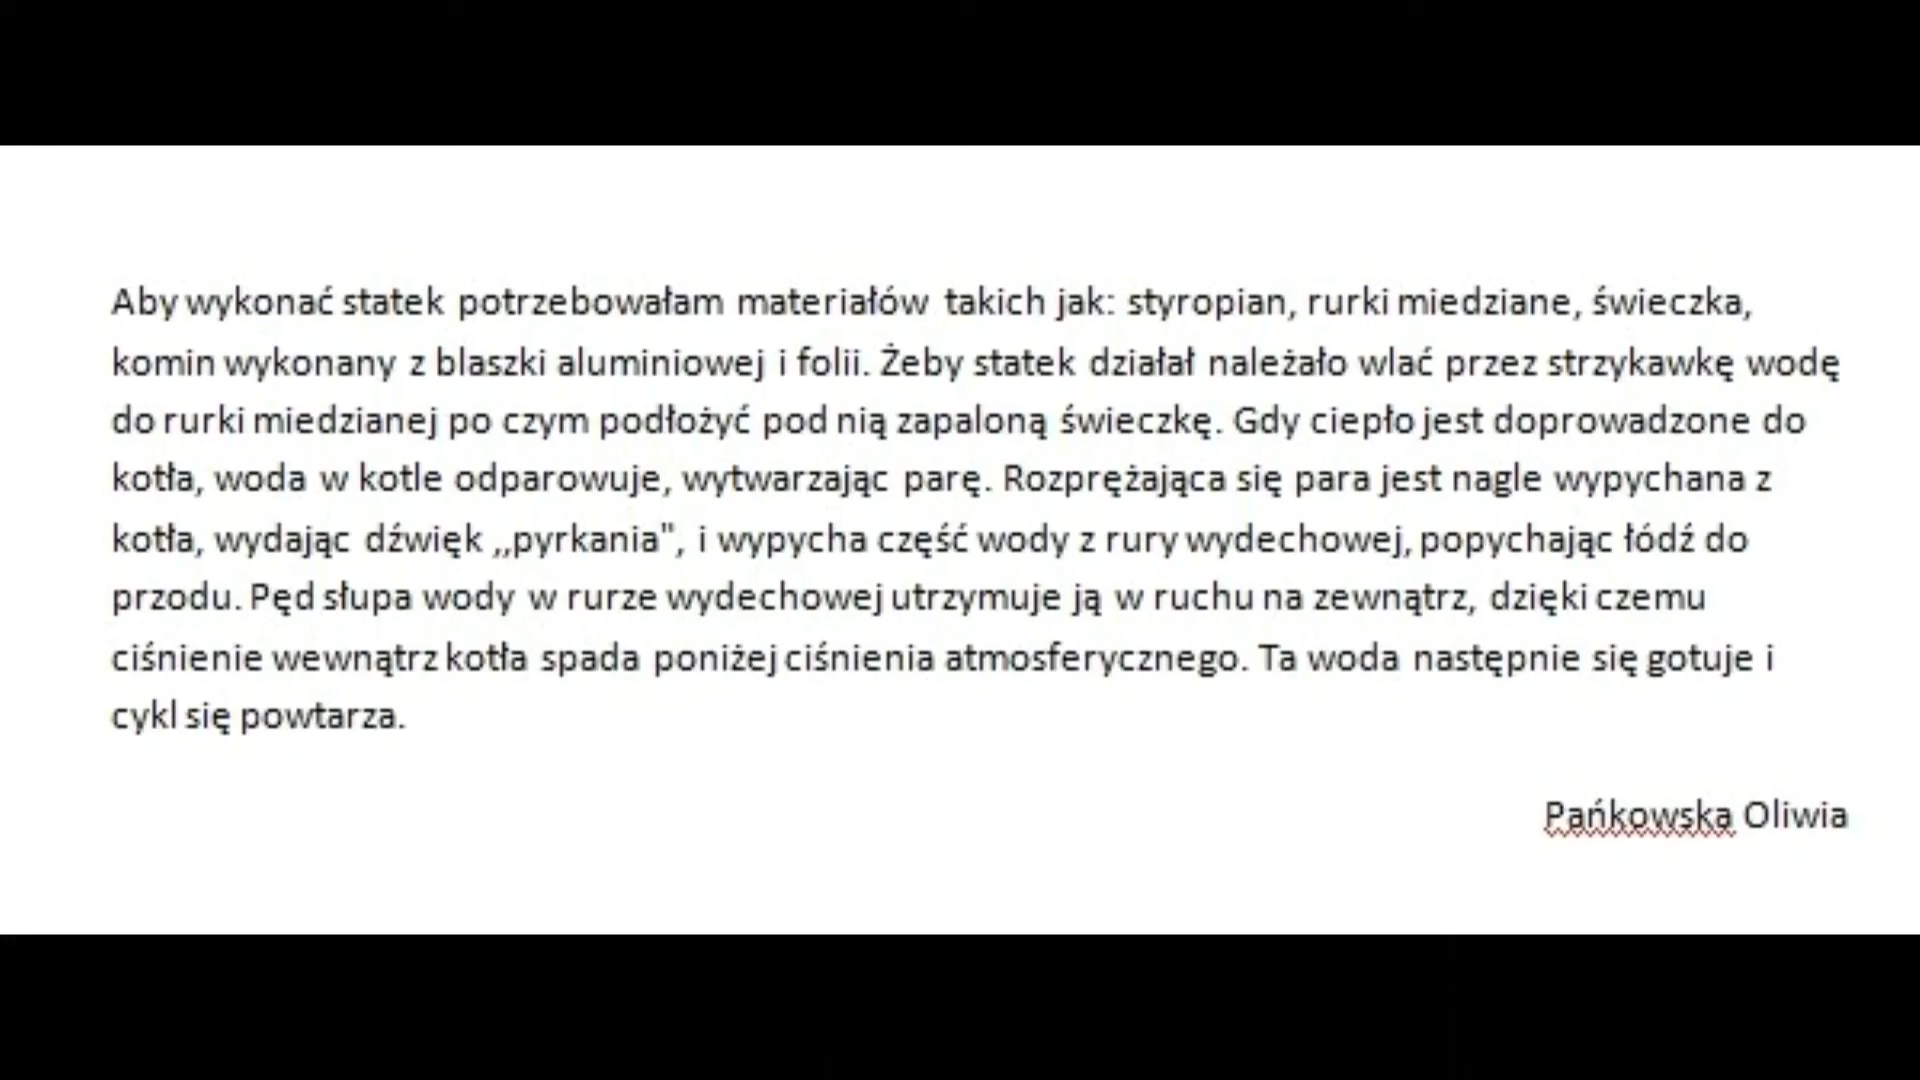 Aby wykonać statek potrzebowałam materiałów takich jak: styropian, rurki miedziane, świeczka,
komin wykonany z blaszki aluminiowej i folii. Żeby statek działał należało wlać przez strzykawkę wodę
do rurki miedzianej po czym podłożyć pod nią zapaloną świeczkę. Gdy ciepło jest doprowadzone do
kotła, woda w kotle odparowuje, wytwarzając parę. Rozprężająca się para jest nagle wypychana z
kotła, wydając dźwięk ,,pyrkania", i wypycha część wody z rury wydechowej, popychając łódź do
przodu. Pęd słupa wody w rurze wydechowej utrzymuje ją w ruchu na zewnątrz, dzięki czemu
ciśnienie wewnątrz kotła spada poniżej ciśnienia atmosferycznego. Ta woda następnie się gotuje i
cykl się powtarza.
Pańkowska Oliwia